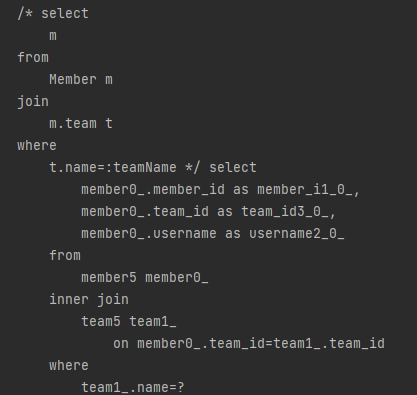 /* select
m
from
Member m
join
m.team t
where
t.name=:teamName */ select
member0_.member_id as member_i1_0_,
member0_.team_id as team_id3_0_,
member0_.username as username2_0_
from
member5 member0_
inner join
team5 team1_
on member0_.team_id=team1_.team_id
where
team1_.name=?